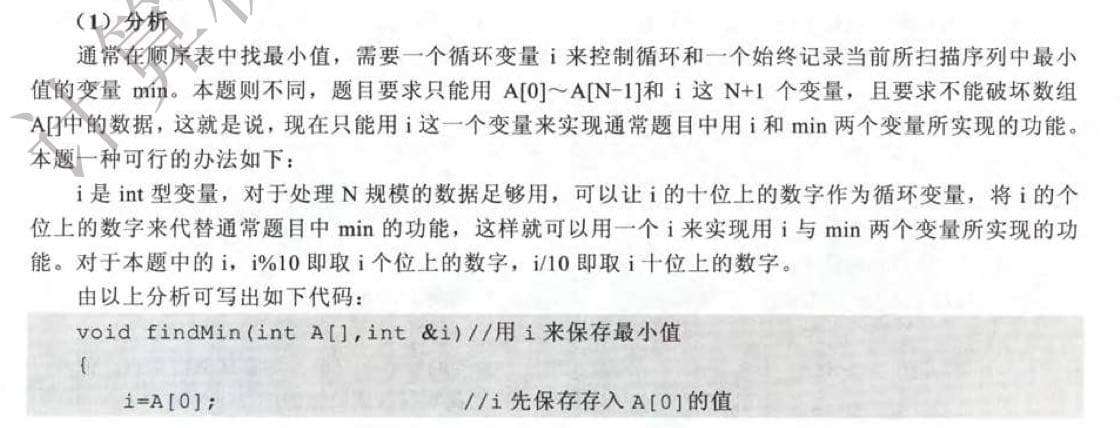 （1）分析
通常在顺序表中找最小值，需要一个循环变量 i 来控制循环和一个始终记录当前所扫描序列中最小
值的变量 min。本题则不同，题目要求只能用 A[0]～A[N-1]和 i 这 N+1 个变量，且要求不能破坏数组
A[]中的数据，这就是说，现在只能用 i 这一个变量来实现通常题目中用 i 和 min 两个变量所实现的功能。
本题一种可行的办法如下：
i 是 int 型变量，对于处理 N 规模的数据足够用，可以让 i 的十位上的数字作为循环变量，将 i 的个
位上的数字来代替通常题目中 min 的功能，这样就可以用一个 i 来实现用 i 与 min 两个变量所实现的功
能。对于本题中的 i，i%10 即取 i 个位上的数字，i/10 即取 i 十位上的数字。
由以上分析可写出如下代码：
void findMin(int A[],int &i)//用 i 来保存最小值
{
i=A[0]; //i 先保存存入 A[0]的值
计算